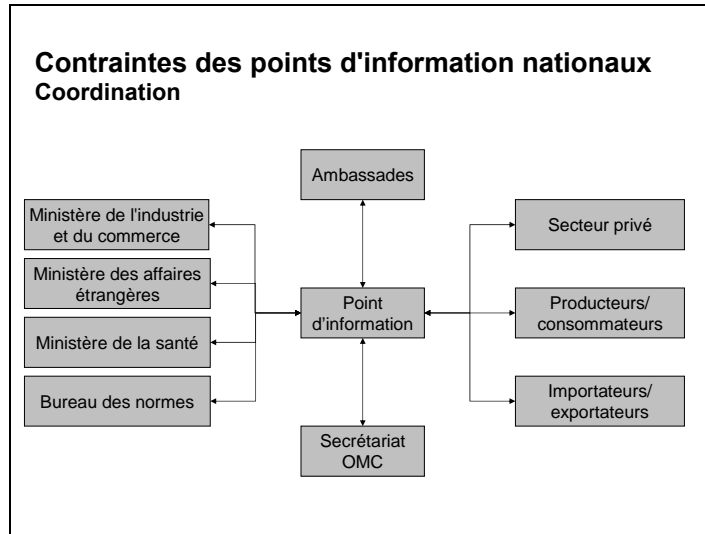 Contraintes des points d'information nationaux
Coordination
Ambassades
Ministère de l'industrie
et du commerce
Secteur privé
Ministère des affaires
étrangères
Point
d’information
Producteurs/
consommateurs
Ministère de la santé
Bureau des normes
Importateurs/
exportateurs
Secrétariat
OMC